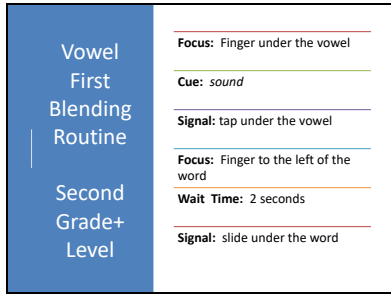 Vowel
First
Blending
Routine
Second
Grade+
Level
Focus: Finger under the vowel
Cue: sound
Signal: tap under the vowel
Focus: Finger to the left of the
word
Wait Time: 2 seconds
Signal: slide under the word